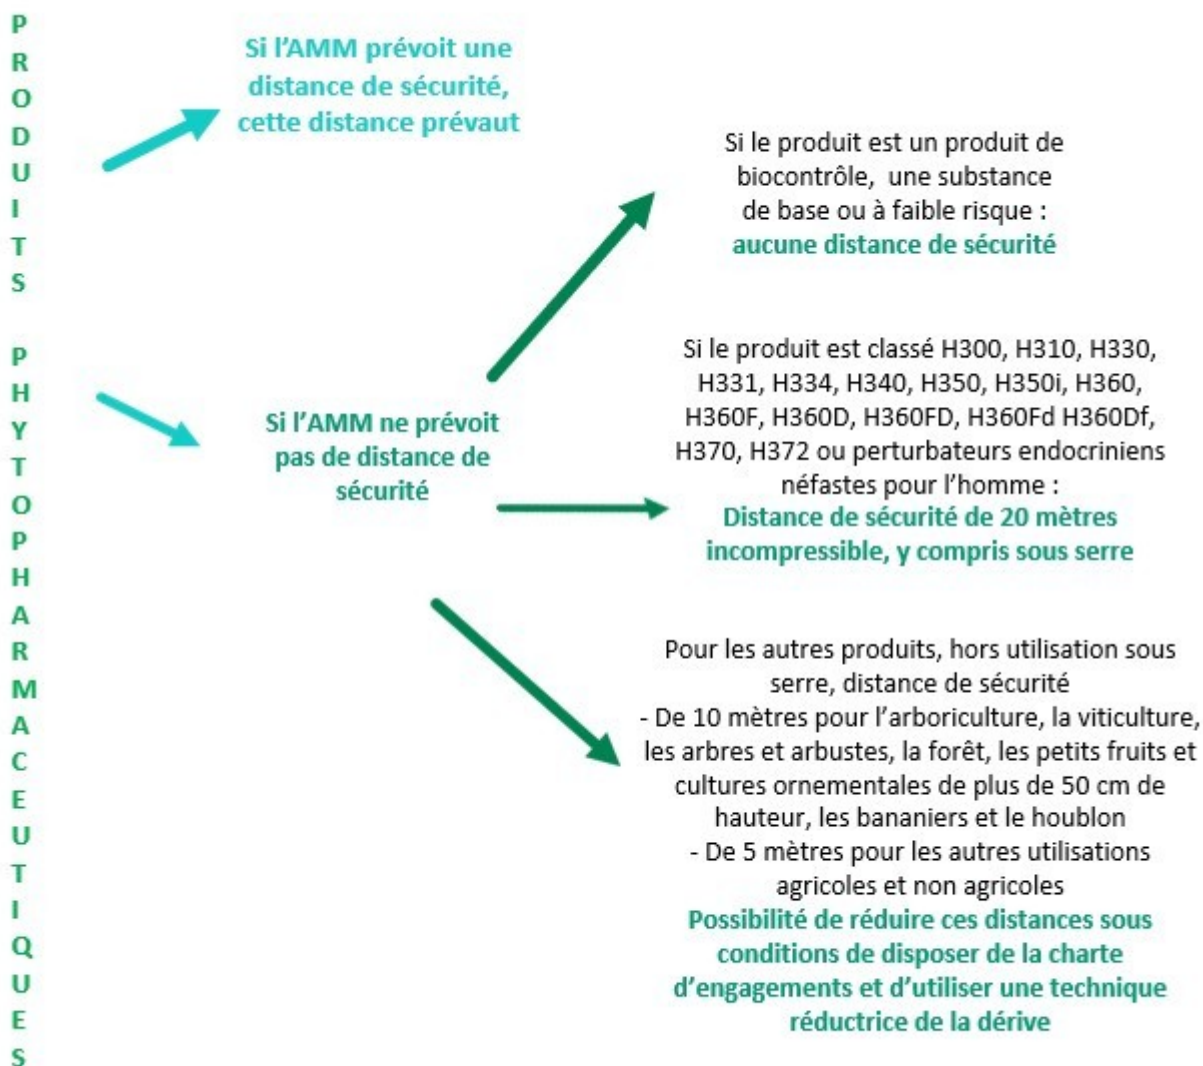 PRODUITS PHYTOPHARMACEUTIQUES
Si l'AMM prévoit une
distance de sécurité,
cette distance prévaut
Si l'AMM ne prévoit
pas de distance de
sécurité
Si le produit est un produit de
biocontrôle, une substance
de base ou à faible risque :
aucune distance de sécurité
Si le produit est classé H300, H310, H330,
H331, H334, H340, H350, H350i, H360,
H360F, H360D, H360FD, H360Fd H360Df,
H370, H372 ou perturbateurs endocriniens
néfastes pour l'homme :
Distance de sécurité de 20 mètres
incompressible, y compris sous serre
Pour les autres produits, hors utilisation sous
serre, distance de sécurité
- De 10 mètres pour l'arboriculture, la viticulture,
les arbres et arbustes, la forêt, les petits fruits et
cultures ornementales de plus de 50 cm de
hauteur, les bananiers et le houblon
- De 5 mètres pour les autres utilisations
agricoles et non agricoles
Possibilité de réduire ces distances sous
conditions de disposer de la charte
d'engagements et d'utiliser une technique
réductrice de la dérive